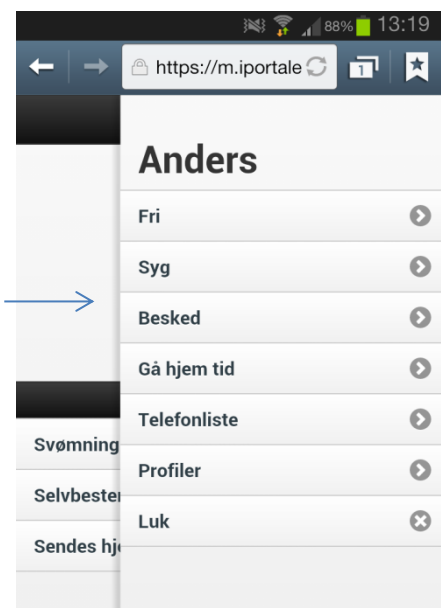 88% 13:19
https://m.iportale
1
Anders
Fri
Syg
Besked
Gå hjem tid
Telefonliste
Profiler
Luk
Svømning
Selvbeste
Sendes hj